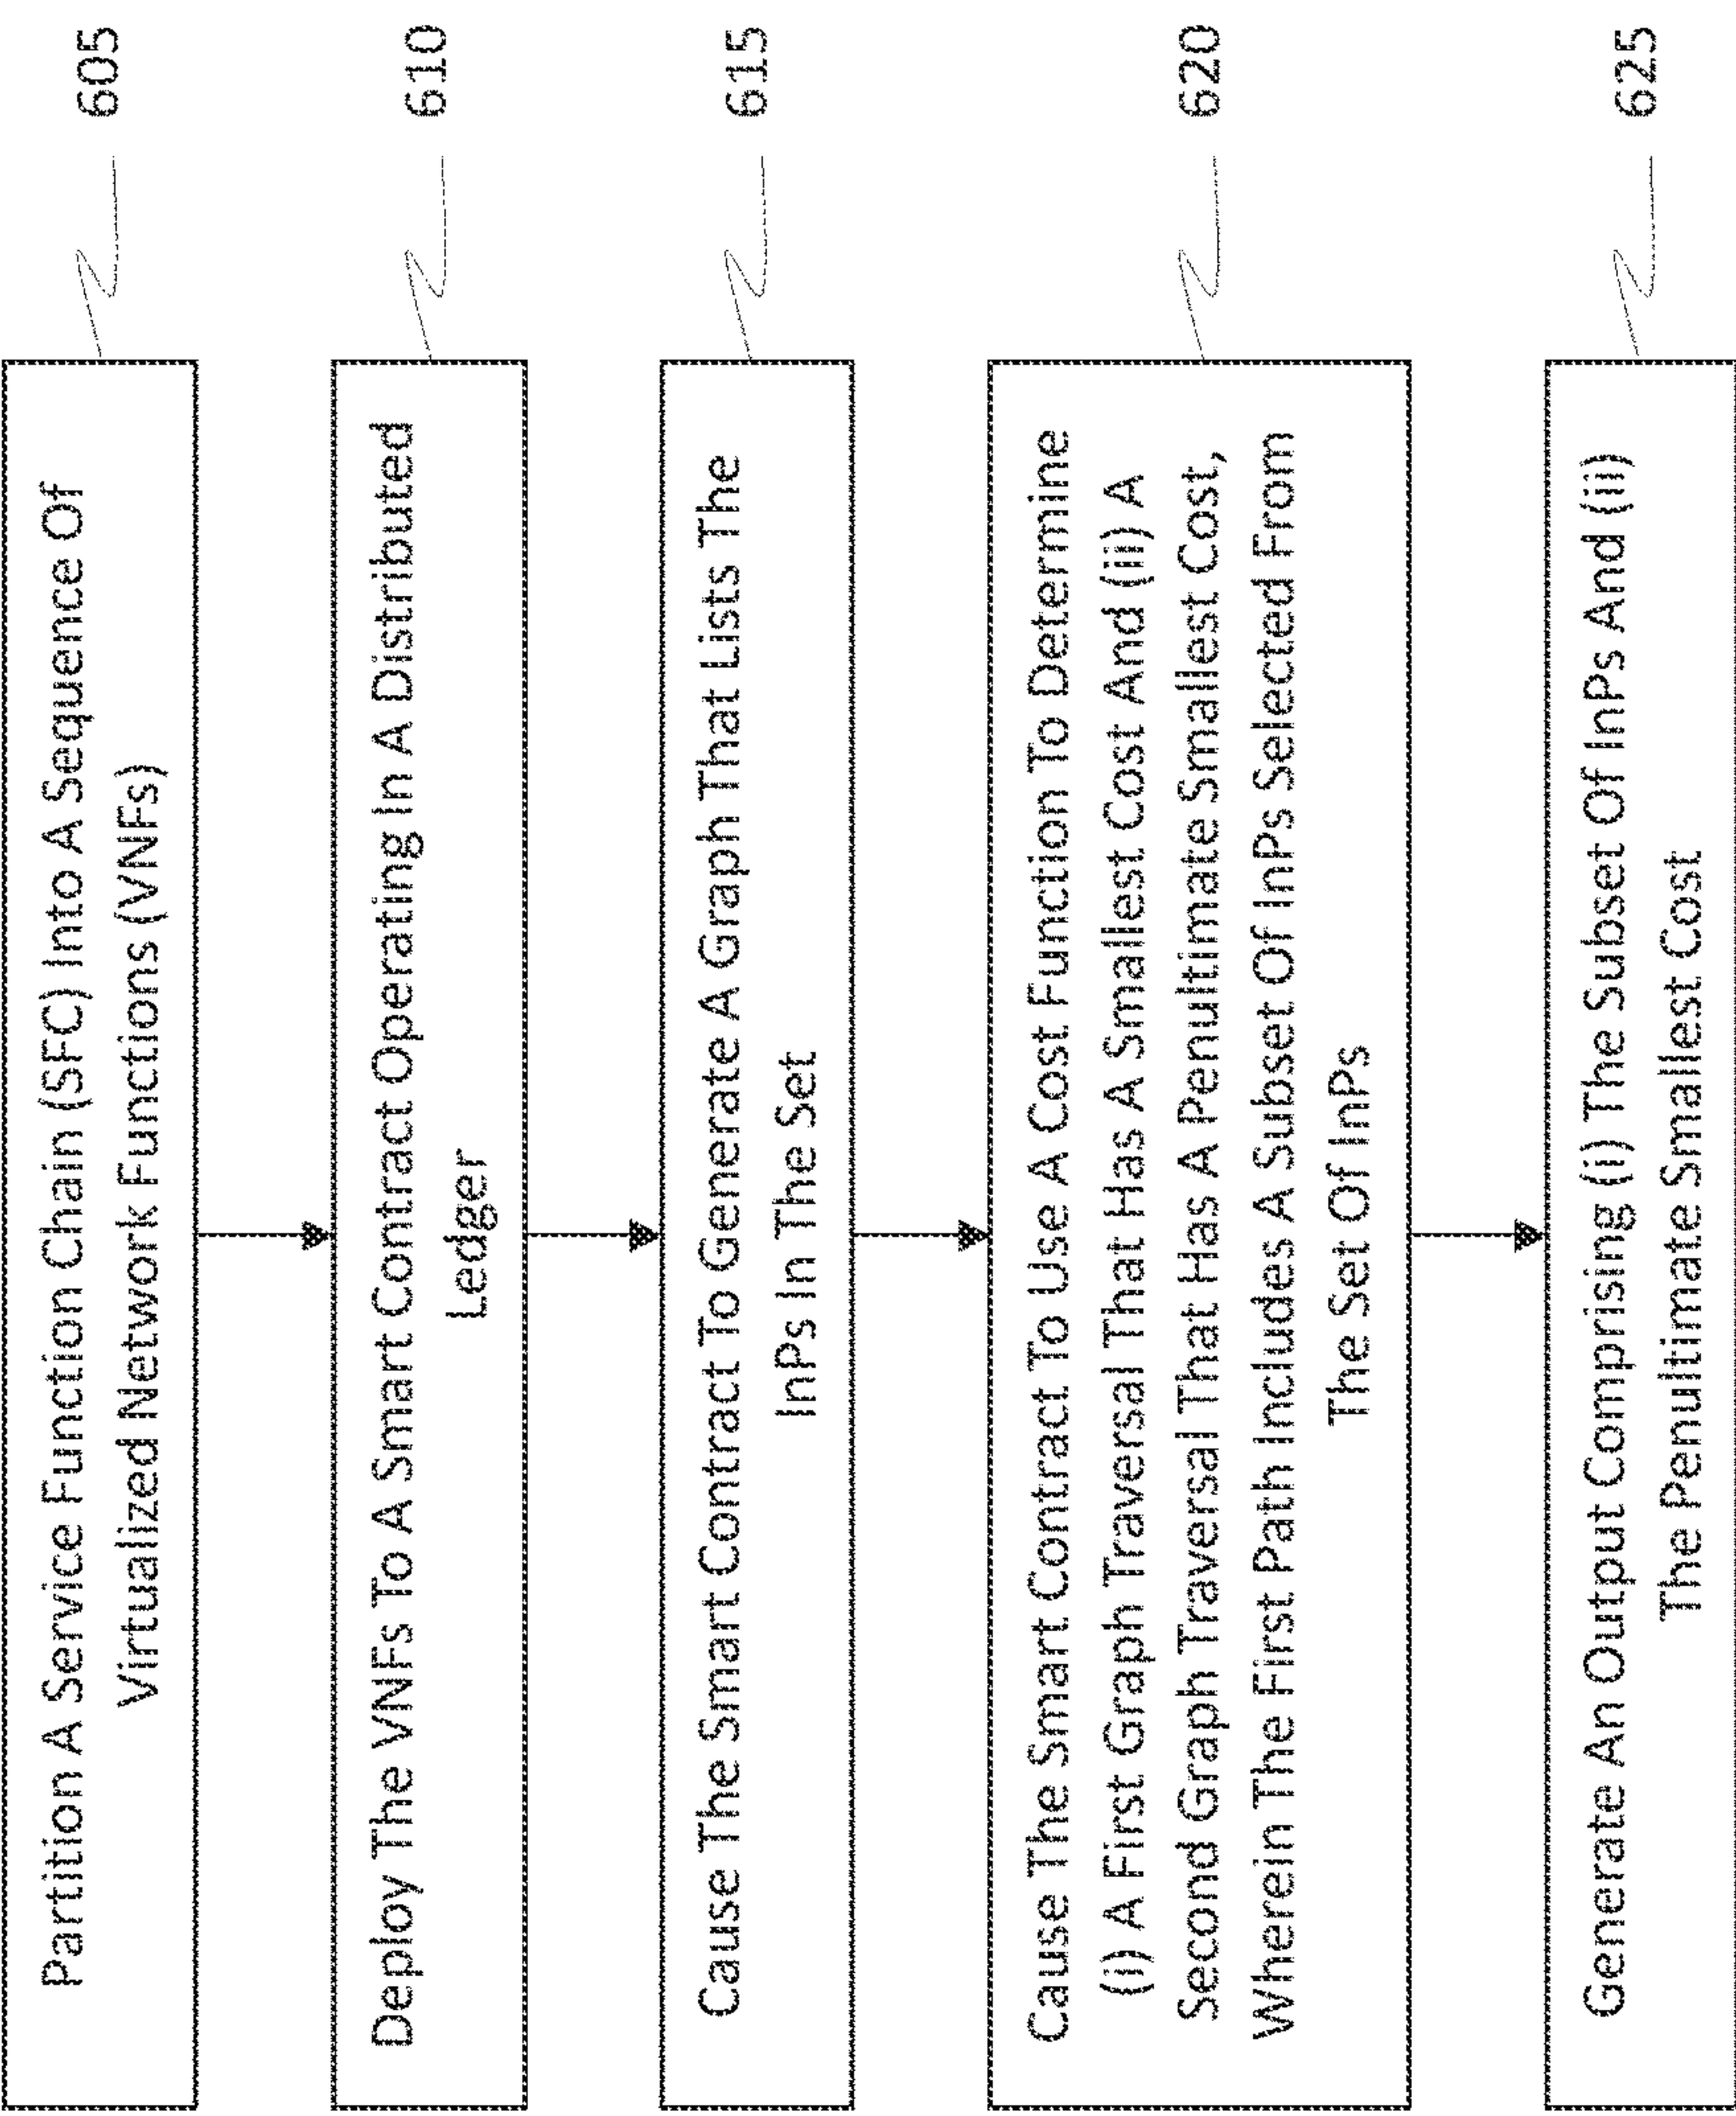 Partition A Service Function Chain (SFC) Into A Sequence Of
Virtualized Network Functions (VNFs)
605
Deploy The VNFs To A Smart Contract Operating In A Distributed
Ledger
610
Cause The Smart Contract To Generate A Graph That Lists The
InPs In The Set
615
Cause The Smart Contract To Use A Cost Function To Determine
(i) A First Graph Traversal That Has A Smallest Cost And (ii) A
Second Graph Traversal That Has A Penultimate Smallest Cost,
Wherein The First Path Includes A Subset Of InPs Selected From
The Set Of InPs
620
Generate An Output Comprising (i) The Subset Of InPs And (ii)
The Penultimate Smallest Cost
625